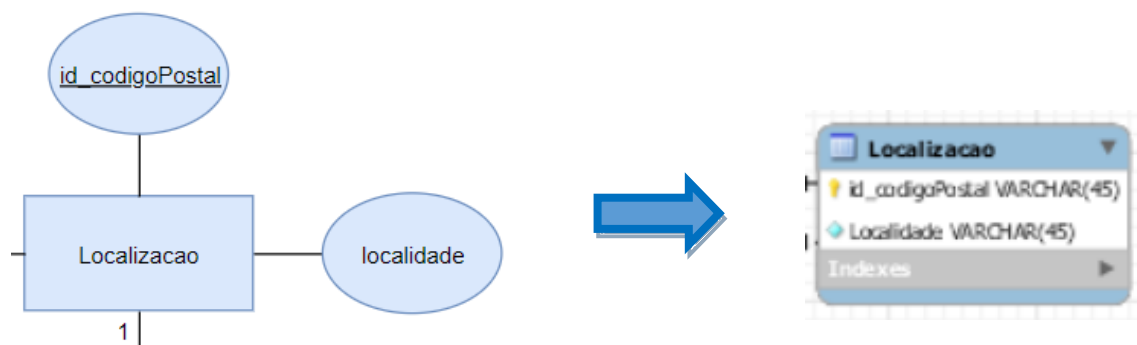 id_codigoPostal
Localizacao
localidade
1
Localizacao
id_codigoPostal VARCHAR(45)
Localidade VARCHAR(45)
Indexes